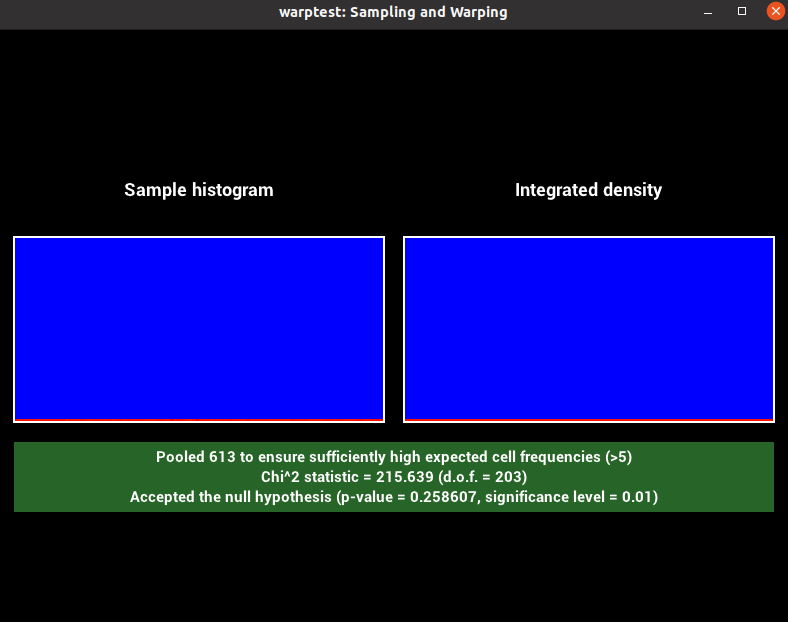 warptest: Sampling and Warping
Sample histogram
Integrated density
Pooled 613 to ensure sufficiently high expected cell frequencies (>5)
Chi^2 statistic = 215.639 (d.o.f. = 203)
Accepted the null hypothesis (p-value = 0.258607, significance level = 0.01)